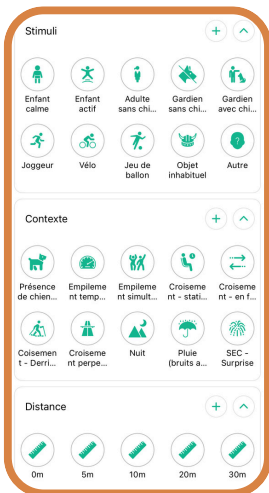 Stimuli
Enfant calme
Enfant actif
Adulte sans chi...
Gardien sans chi...
Gardien avec chi...
Joggeur
Vélo
Jeu de ballon
Objet inhabituel
?
Autre
Contexte
Présence de chien...
Empileme nt temp...
Empileme nt simult...
Croiseme nt - stati...
Croiseme nt - en f...
Coisemen t - Derri...
Croiseme nt perpe...
Nuit
Pluie (bruits a...
SEC - Surprise
Distance
0m
5m
10m
20m
30m